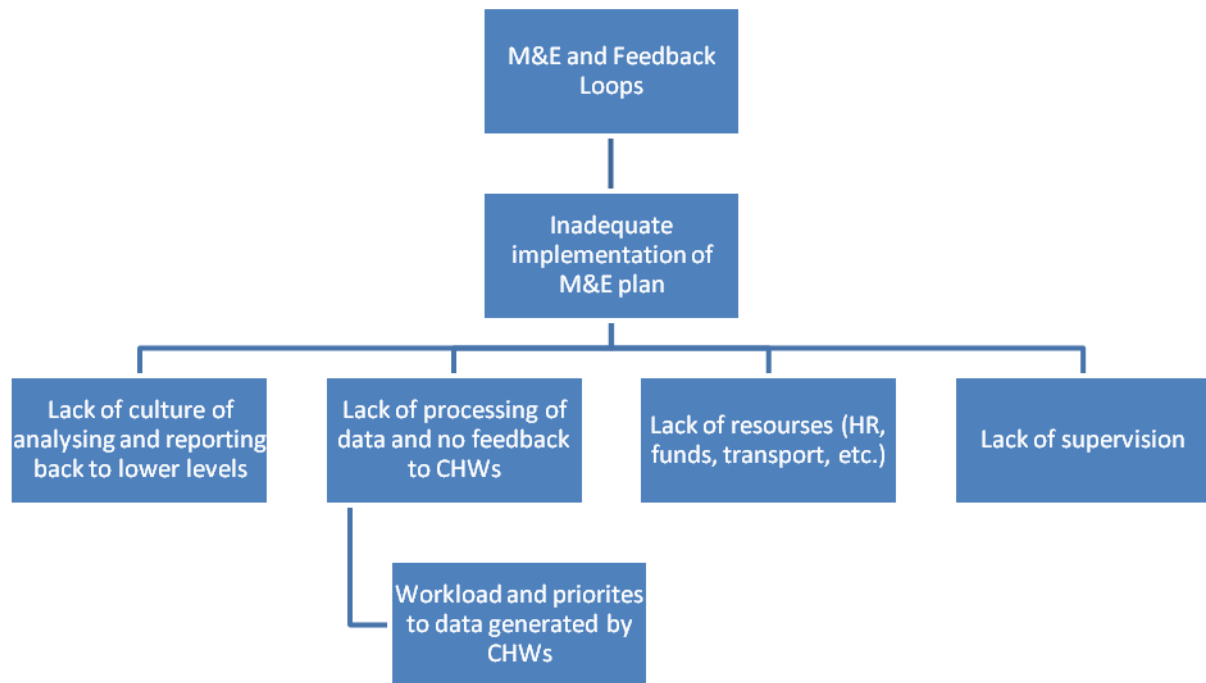 M&E and Feedback
Loops
Inadequate
implementation of
M&E plan
Lack of culture of
analysing and reporting
back to lower levels
Lack of processing of
data and no feedback
to CHWs
Lack of resourses (HR,
funds, transport, etc.)
Lack of supervision
Workload and priorites
to data generated by
CHWs